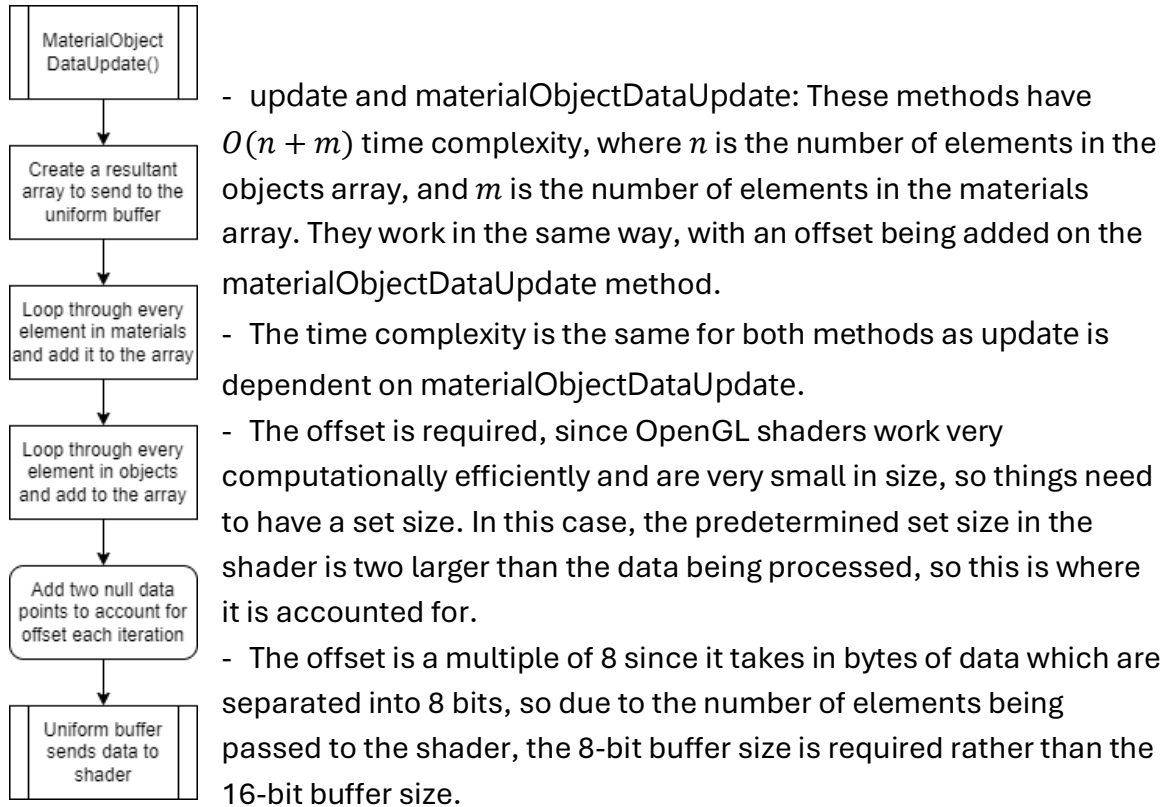 MaterialObject
DataUpdate()
Create a resultant
array to send to the
uniform buffer
Loop through every
element in materials
and add it to the array
Loop through every
element in objects
and add to the array
Add two null data
points to account for
offset each iteration
Uniform buffer
sends data to
shader
- update and materialObjectDataUpdate: These methods have
O(n + m) time complexity, where n is the number of elements in the
objects array, and m is the number of elements in the materials
array. They work in the same way, with an offset being added on the
materialObjectDataUpdate method.
- The time complexity is the same for both methods as update is
dependent on materialObjectDataUpdate.
- The offset is required, since OpenGL shaders work very
computationally efficiently and are very small in size, so things need
to have a set size. In this case, the predetermined set size in the
shader is two larger than the data being processed, so this is where
it is accounted for.
- The offset is a multiple of 8 since it takes in bytes of data which are
separated into 8 bits, so due to the number of elements being
passed to the shader, the 8-bit buffer size is required rather than the
16-bit buffer size.